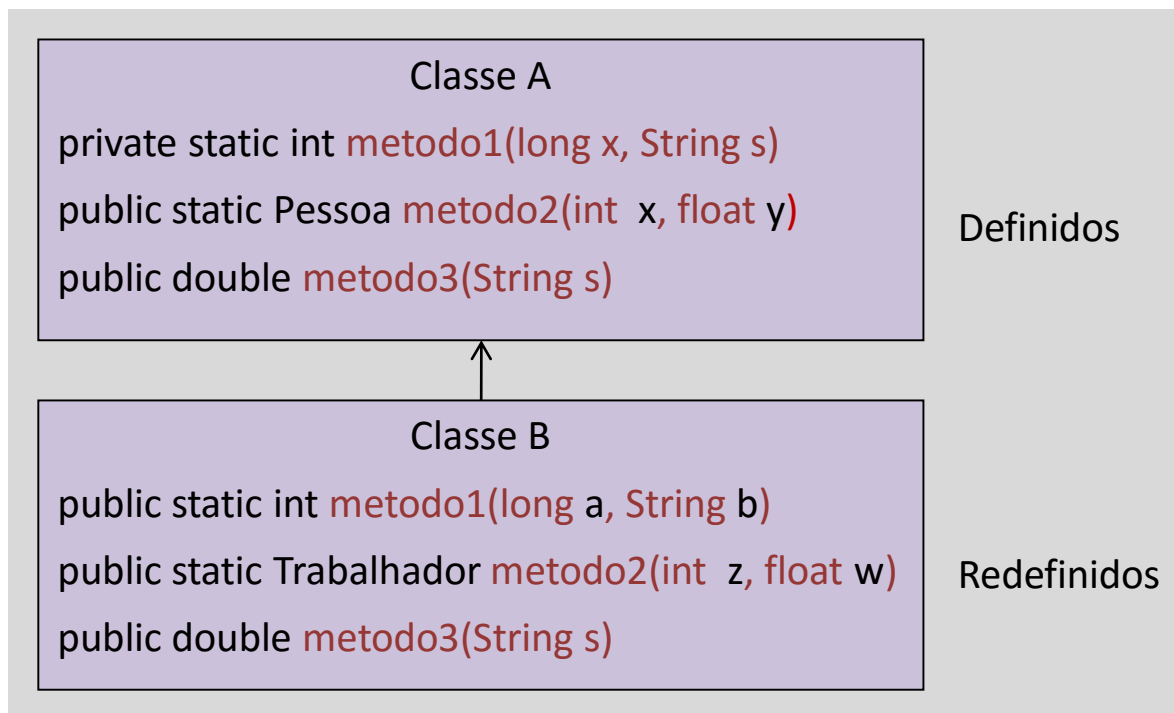 Classe A
private static int metodo1(long x, String s)
public static Pessoa metodo2(int x, float y)
public double metodo3(String s)
Definidos
Classe B
public static int metodo1(long a, String b)
public static Trabalhador metodo2(int z, float w)
public double metodo3(String s)
Redefinidos